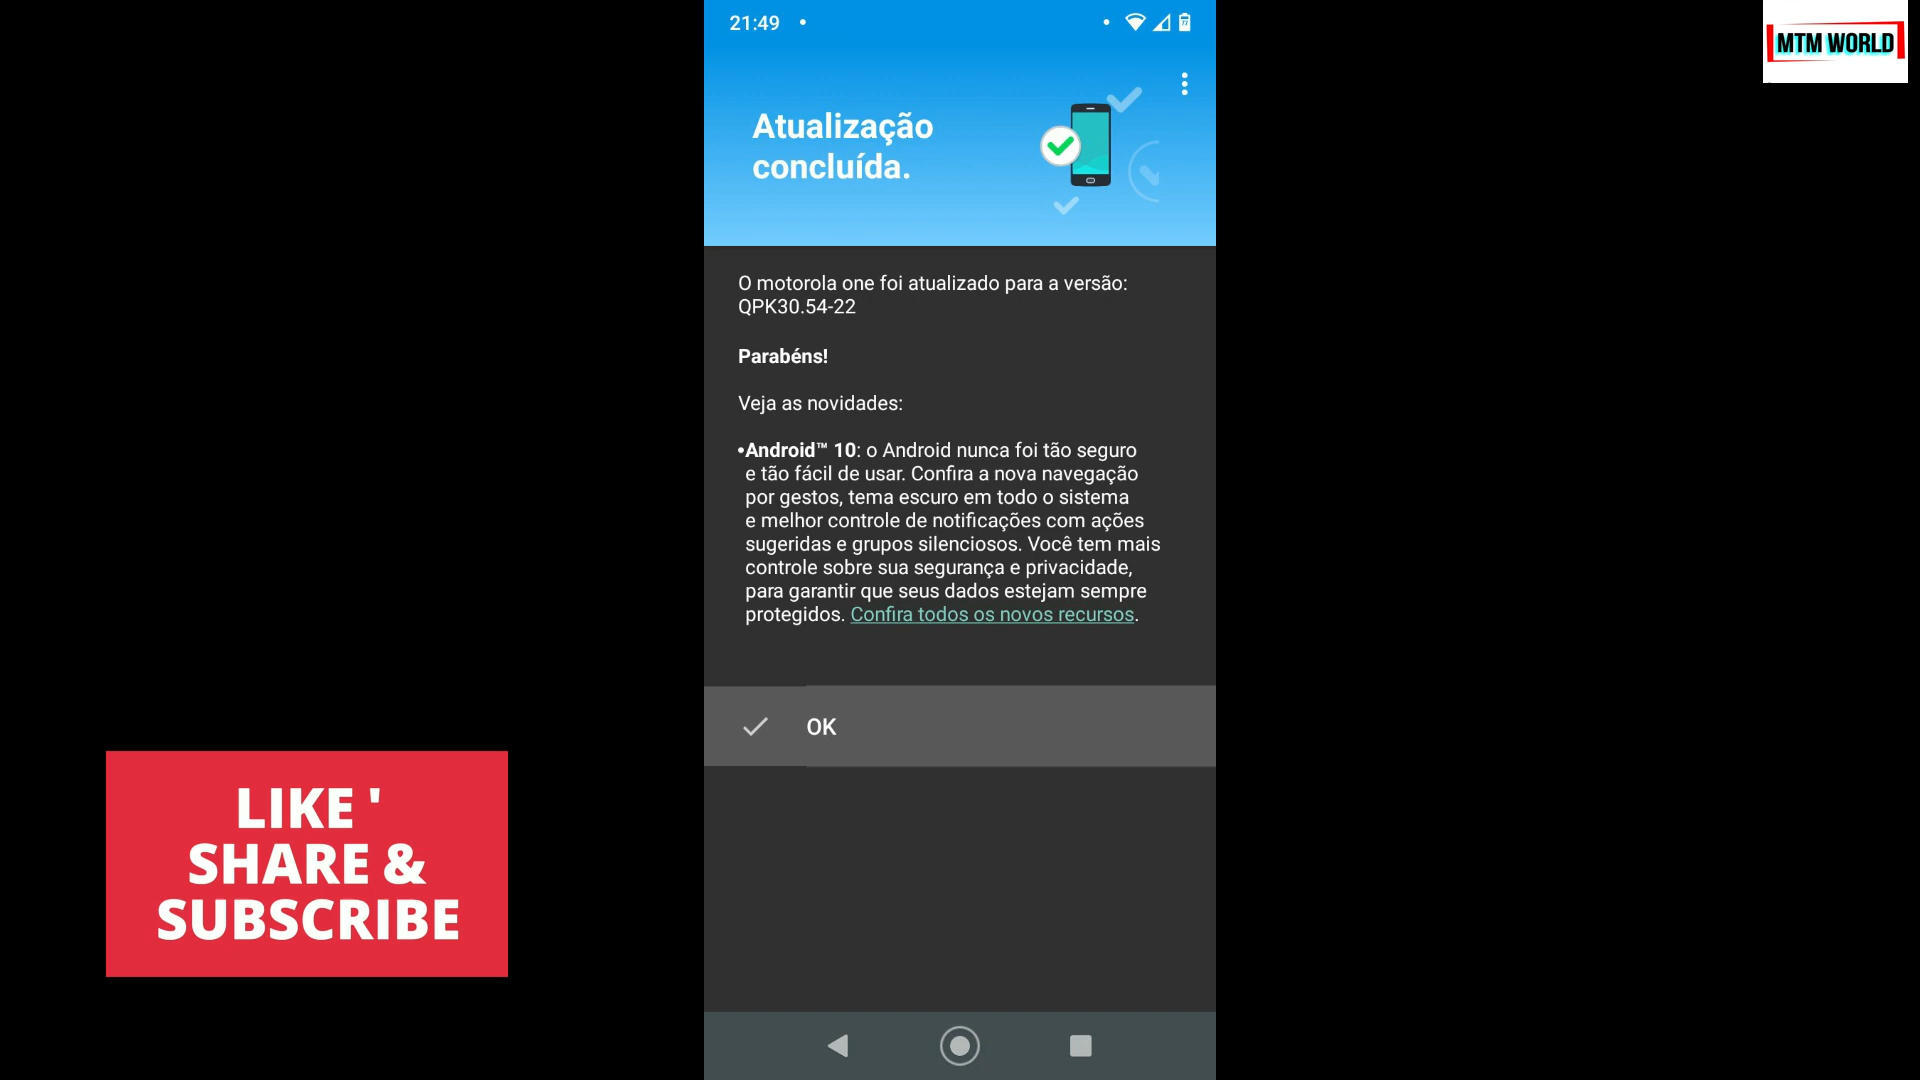 21:49
MTM WORLD
Atualização
concluída.
O motorola one foi atualizado para a versão:
QPK30.54-22
Parabéns!
Veja as novidades:
•Android™ 10: o Android nunca foi tão seguro
e tão fácil de usar. Confira a nova navegação
por gestos, tema escuro em todo o sistema
e melhor controle de notificações com ações
sugeridas e grupos silenciosos. Você tem mais
controle sobre sua segurança e privacidade,
para garantir que seus dados estejam sempre
protegidos. Confira todos os novos recursos.
OK
LIKE '
SHARE &
SUBSCRIBE